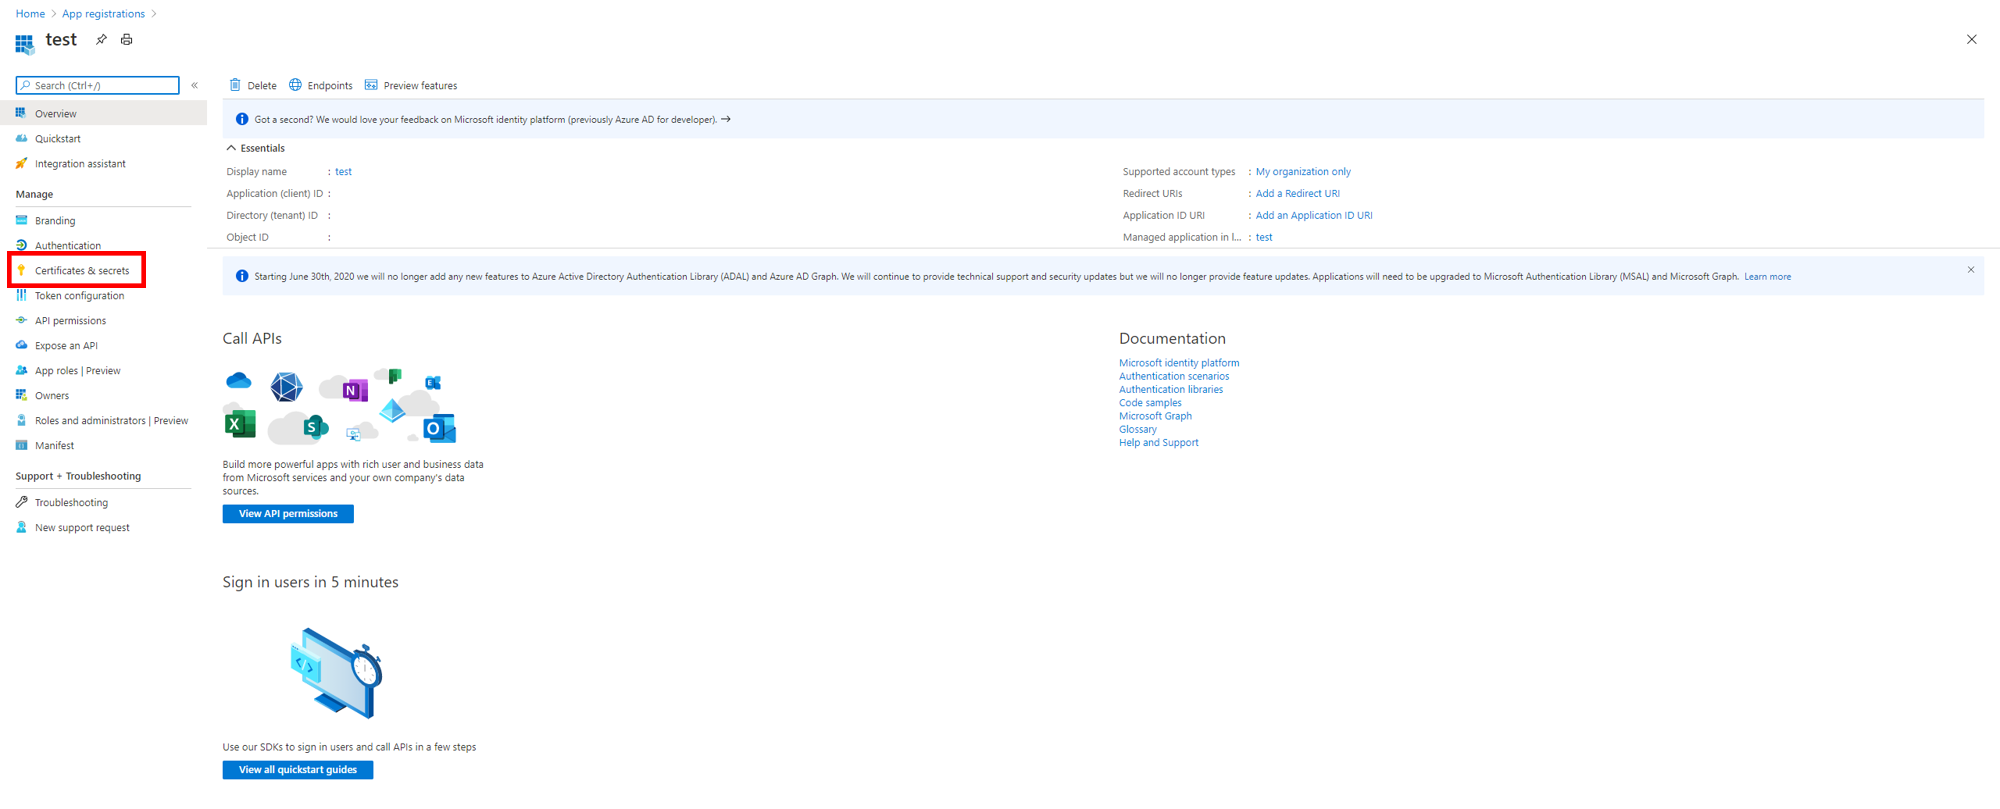 Home > App registrations >
test
Search (Ctrl+/)
«
Overview
Quickstart
Integration assistant
Manage
Branding
Authentication
Certificates & secrets
Token configuration
API permissions
Expose an API
App roles | Preview
Owners
Roles and administrators | Preview
Manifest
Support + Troubleshooting
Troubleshooting
New support request
Delete Endpoints Preview features
Got a second? We would love your feedback on Microsoft identity platform (previously Azure AD for developer). →
Essentials
Display name : test
Application (client) ID :
Directory (tenant) ID :
Object ID :
Supported account types : My organization only
Redirect URIs : Add a Redirect URI
Application ID URI : Add an Application ID URI
Managed application in l... : test
Starting June 30th, 2020 we will no longer add any new features to Azure Active Directory Authentication Library (ADAL) and Azure AD Graph. We will continue to provide technical support and security updates but we will no longer provide feature updates. Applications will need to be upgraded to Microsoft Authentication Library (MSAL) and Microsoft Graph. Learn more
Call APIs
N
E
X
S
O
Build more powerful apps with rich user and business data
from Microsoft services and your own company's data
sources.
View API permissions
Documentation
Microsoft identity platform
Authentication scenarios
Authentication libraries
Code samples
Microsoft Graph
Glossary
Help and Support
Sign in users in 5 minutes
</>
Use our SDKs to sign in users and call APIs in a few steps
View all quickstart guides